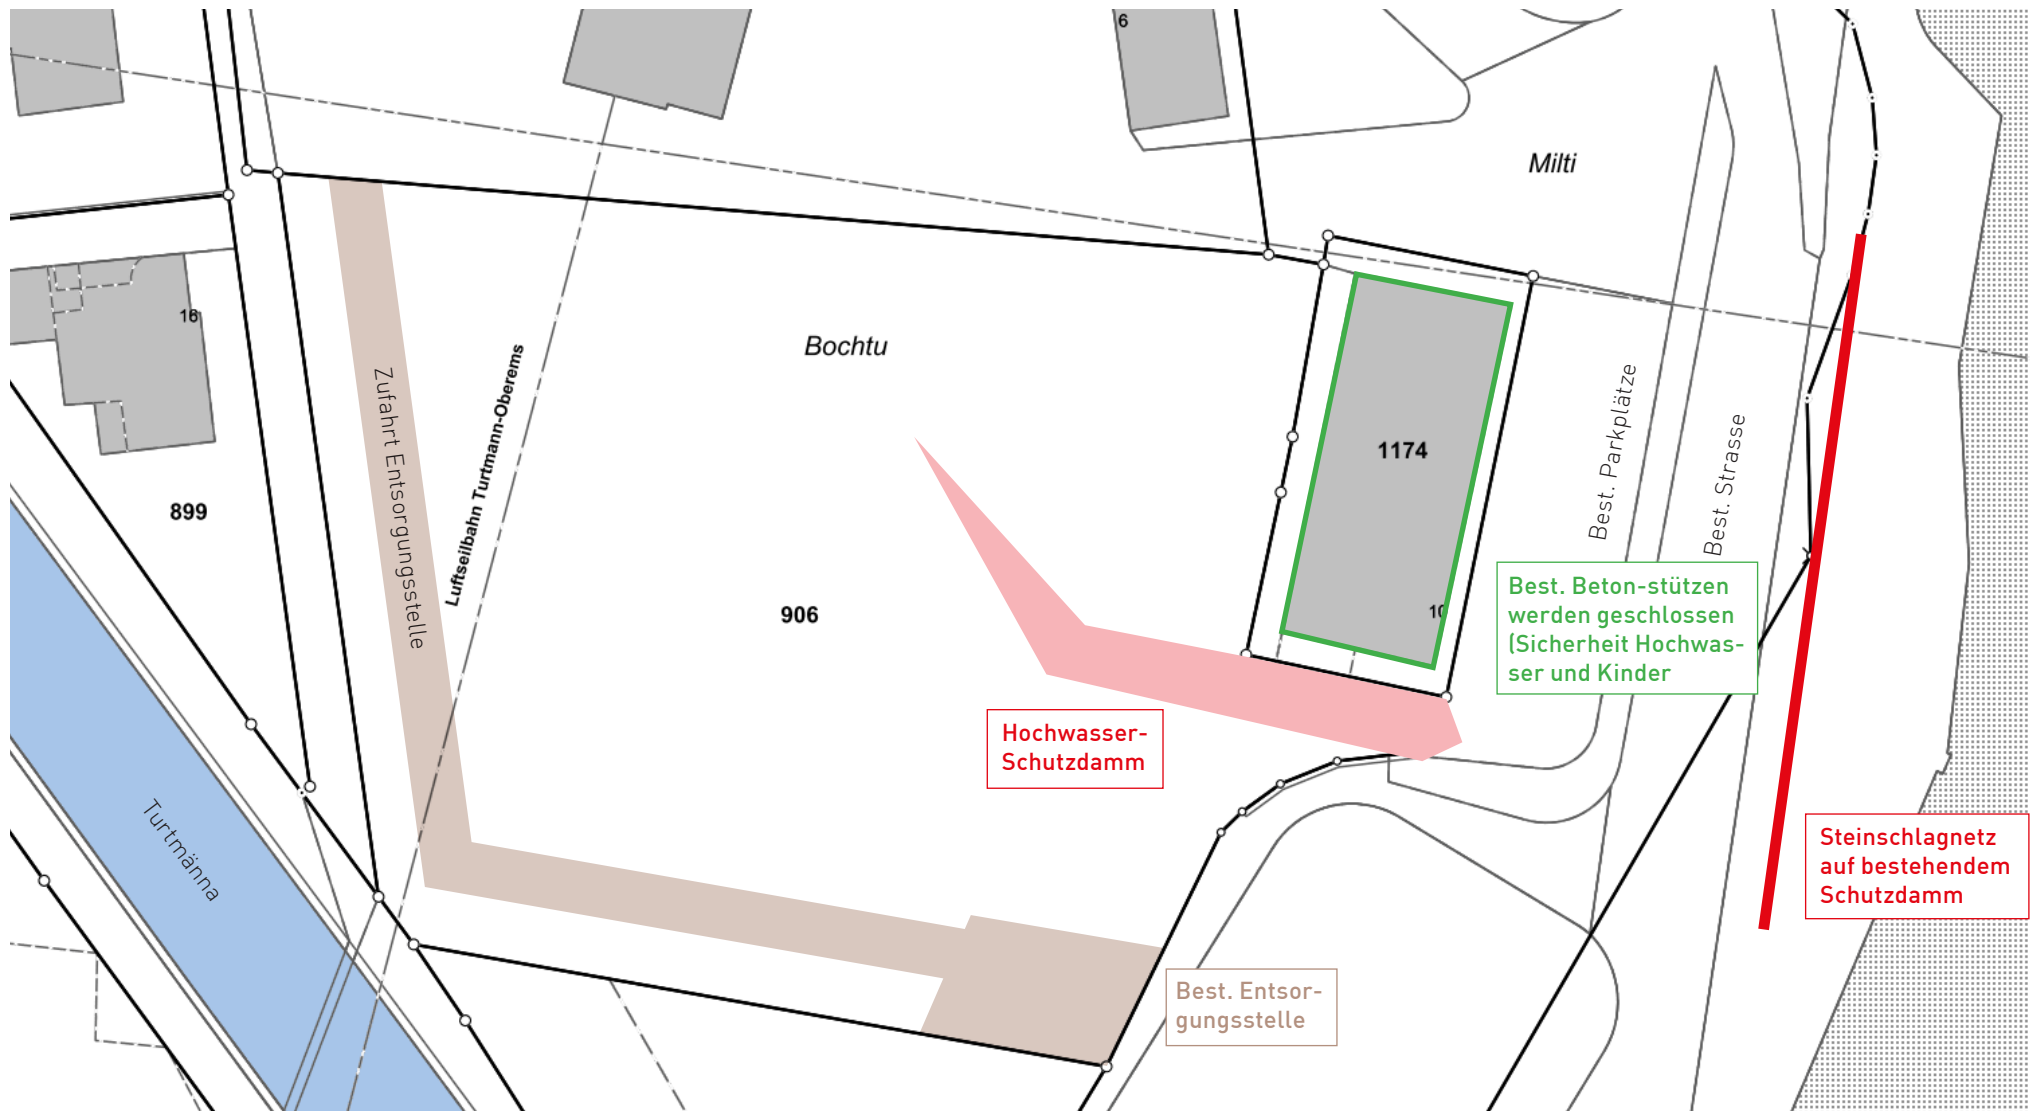 6
Milti
16
Bochtu
Zufahrt Entsorgungsstelle
Luftseilbahn Turtmann-Oberems
1174
Best. Parkplätze
Best. Strasse
899
906
10
Best. Beton-stützen
werden geschlossen
(Sicherheit Hochwas-
ser und Kinder
Hochwasser-
Schutzdamm
Turtmänna
Steinschlagnetz
auf bestehendem
Schutzdamm
Best. Entsor-
gungsstelle